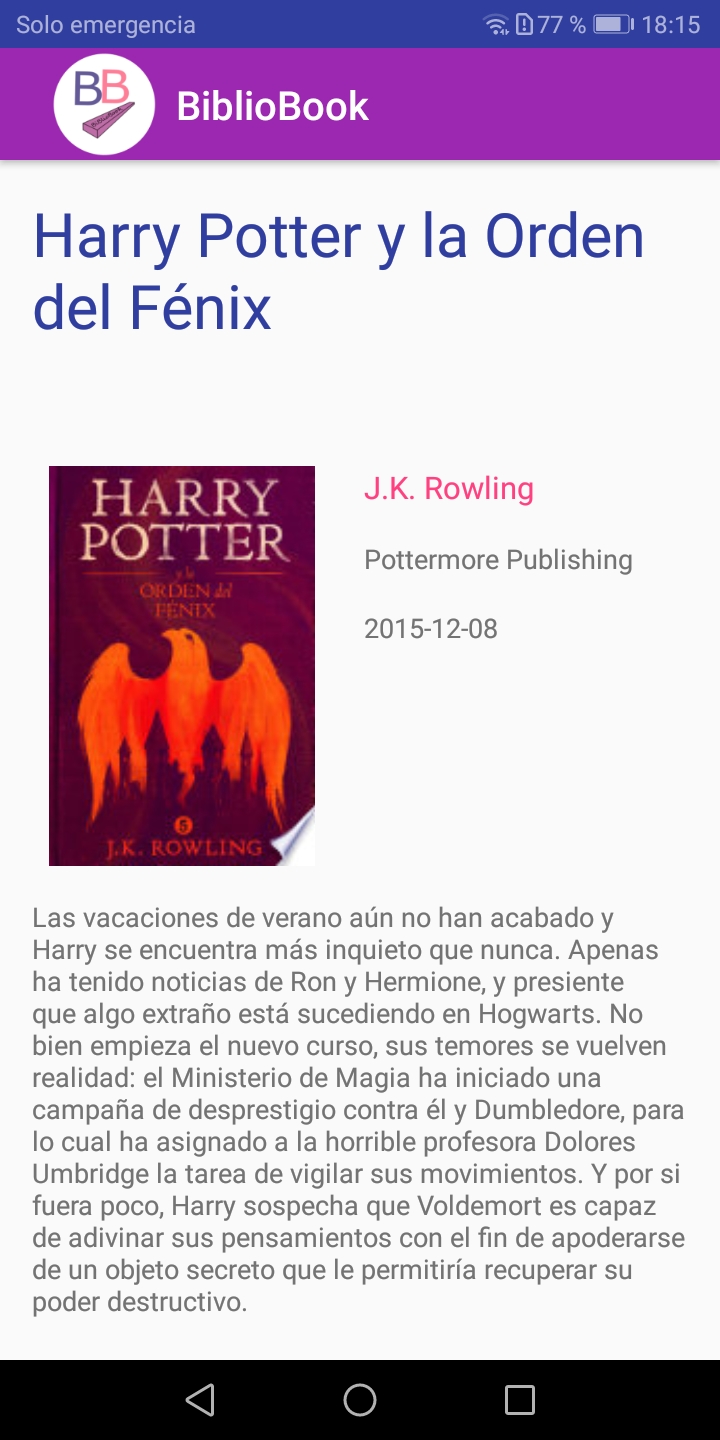 Solo emergencia
77 % 18:15
BB
BiblioBook
Harry Potter y la Orden
del Fénix
HARRY
POTTER
y la
ORDEN del
FÉNIX
5
J.K. ROWLING
J.K. Rowling
Pottermore Publishing
2015-12-08
Las vacaciones de verano aún no han acabado y
Harry se encuentra más inquieto que nunca. Apenas
ha tenido noticias de Ron y Hermione, y presiente
que algo extraño está sucediendo en Hogwarts. No
bien empieza el nuevo curso, sus temores se vuelven
realidad: el Ministerio de Magia ha iniciado una
campaña de desprestigio contra él y Dumbledore, para
lo cual ha asignado a la horrible profesora Dolores
Umbridge la tarea de vigilar sus movimientos. Y por si
fuera poco, Harry sospecha que Voldemort es capaz
de adivinar sus pensamientos con el fin de apoderarse
de un objeto secreto que le permitiría recuperar su
poder destructivo.